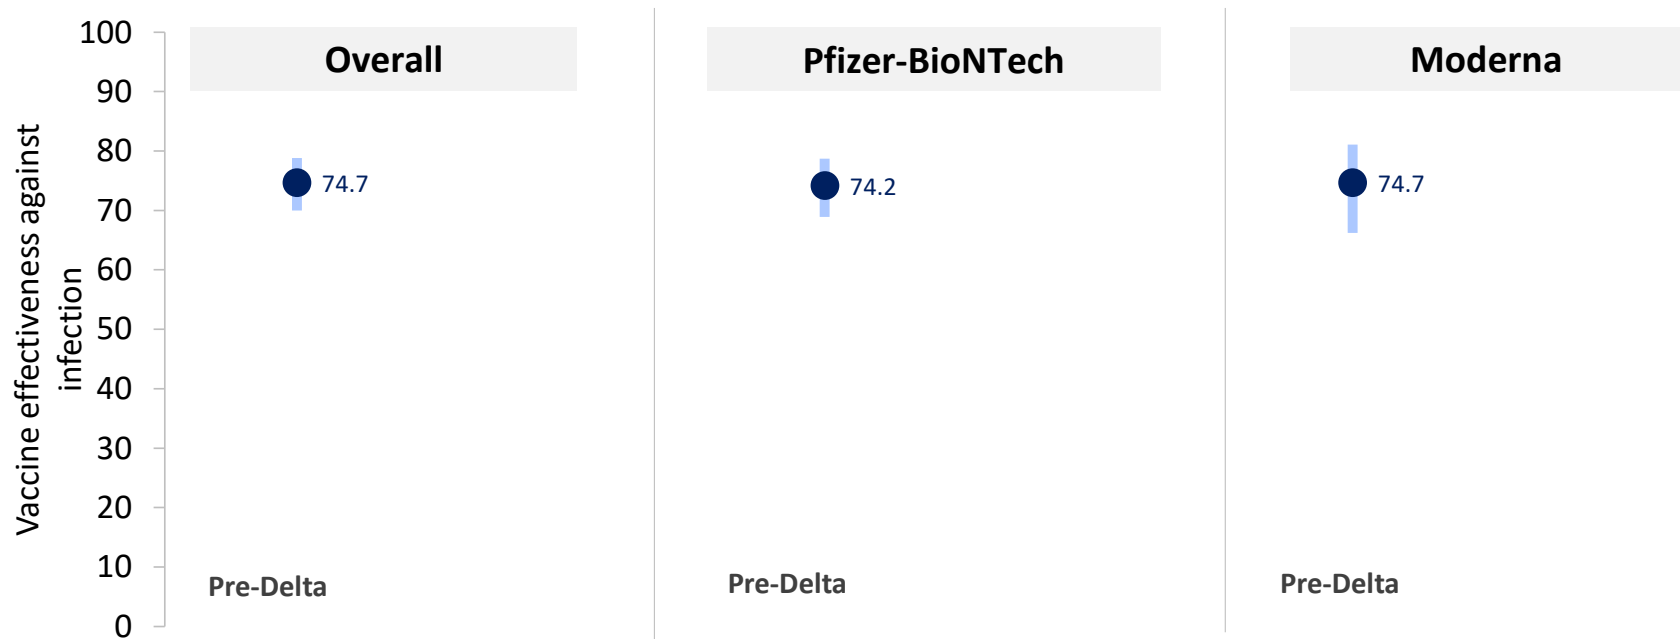 Vaccine effectiveness against
infection
100
90
80
70
60
50
40
30
20
10
0
Overall
74.7
Pre-Delta
Pfizer-BioNTech
74.2
Pre-Delta
Moderna
74.7
Pre-Delta